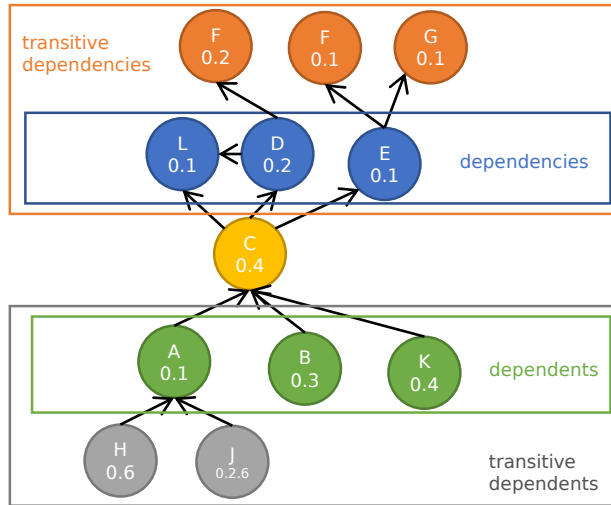 transitive
dependencies
F
0.2
F
0.1
G
0.1
L
0.1
D
0.2
E
0.1
dependencies
C
0.4
A
0.1
B
0.3
K
0.4
dependents
H
0.6
J
0.2.6
transitive
dependents